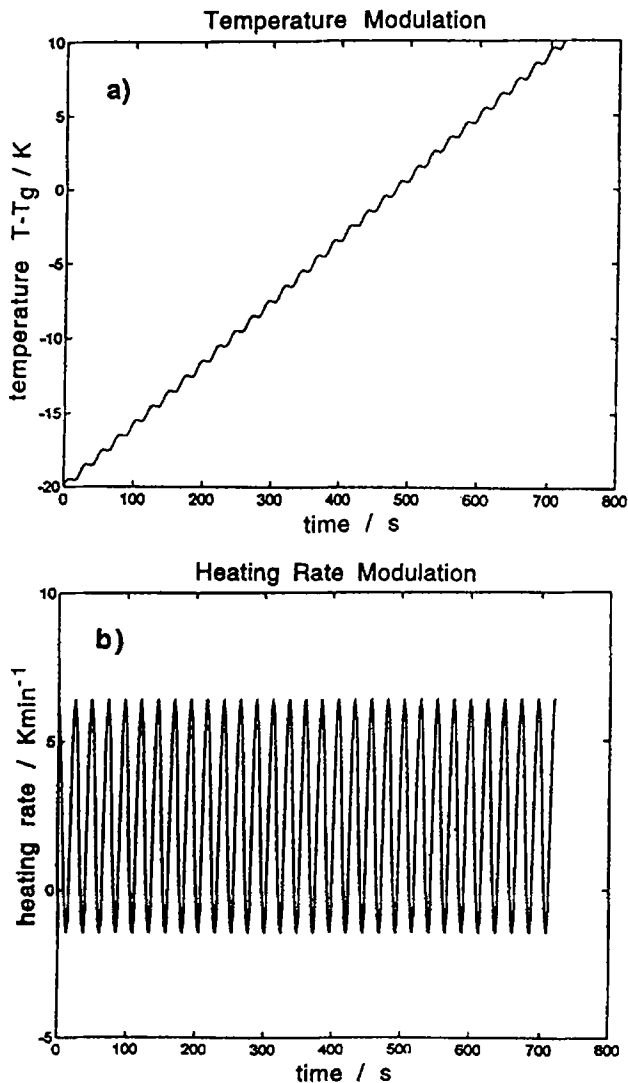 Temperature Modulation
a)
temperature T-Tg / K
10
5
0
-5
-10
-15
-20
0 100 200 300 400 500 600 700 800
time / s
Heating Rate Modulation
b)
heating rate / Kmin-1
10
5
0
-5
0 100 200 300 400 500 600 700 800
time / s